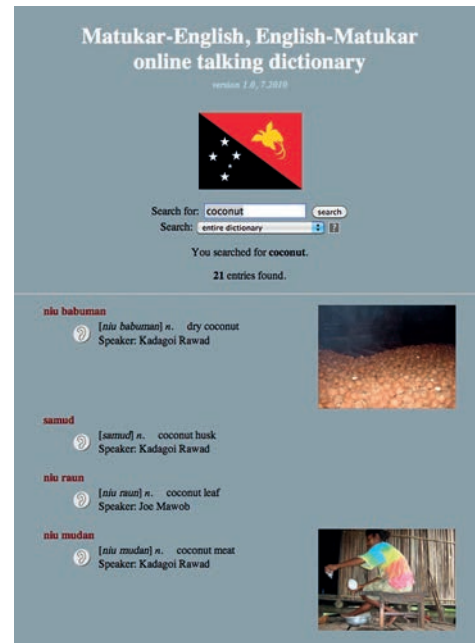 Matukar-English, English-Matukar
online talking dictionary
version 1.0, 7.2010
Search for: coconut search
Search: entire dictionary ?
You searched for coconut.
21 entries found.
niu babuman
[niu babuman] n. dry coconut
Speaker: Kadagoi Rawad
samud
[samud] n. coconut husk
Speaker: Kadagoi Rawad
niu raun
[niu raun] n. coconut leaf
Speaker: Joe Mawob
niu mudan
[niu mudan] n. coconut meat
Speaker: Kadagoi Rawad